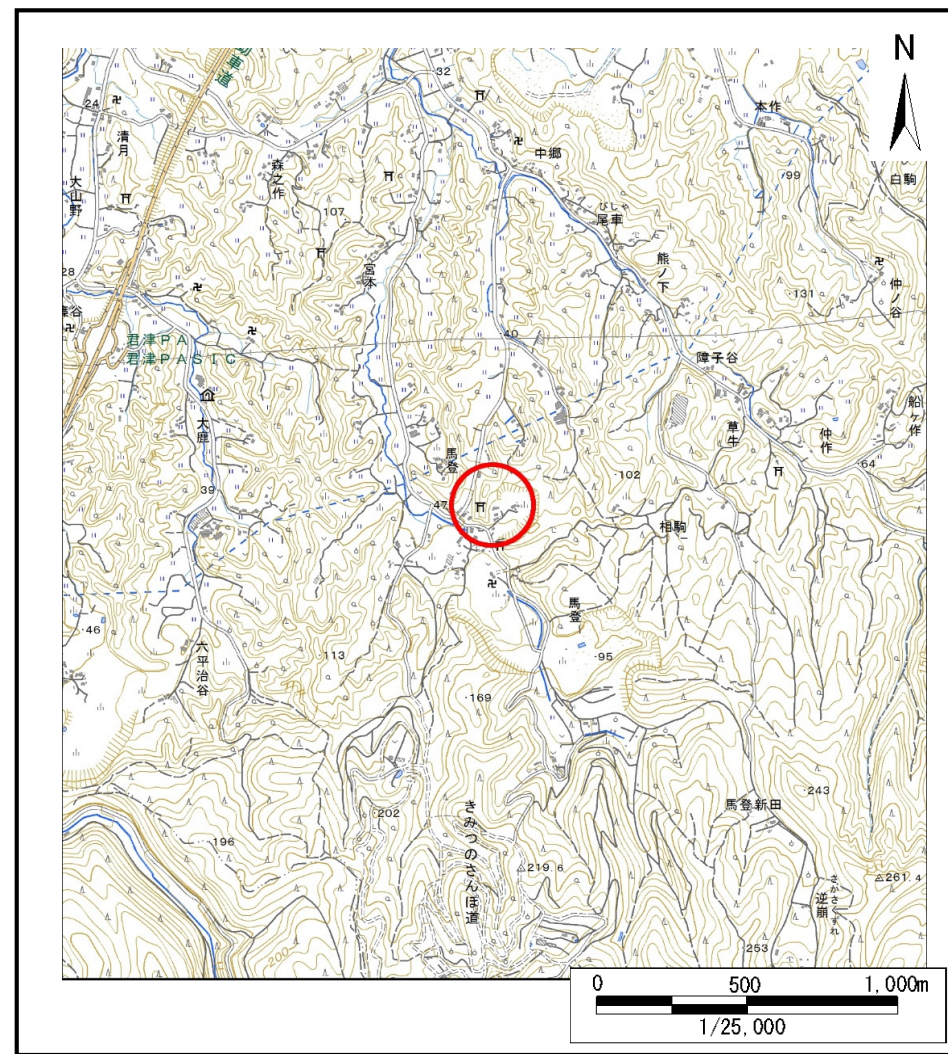 N
32
24
清月
大山野
28
森之作
107
宮本
中郷
びしゃ
尾車
熊ノ下
本作
99
白駒
仲ノ谷
131
君津PA
君津PASIC
40
障子谷
草牛
仲作
船ヶ作
64
大鹿
39
馬登
47
102
相駒
馬登
95
46
六平治谷
113
169
202
196
きみつのさんぽ道
219.6
馬登新田
243
さかさくずれ
逆崩
261.4
253
200
0 500 1,000m
1/25,000